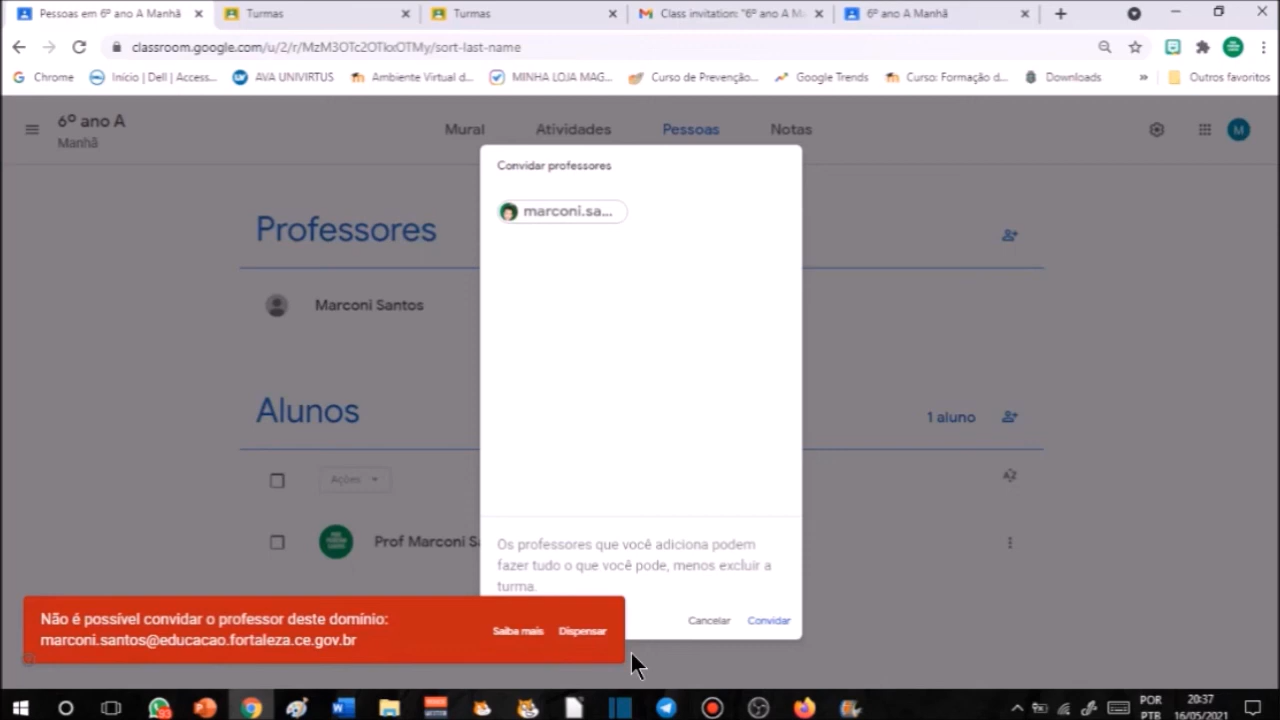 Pessoas em 6º ano A Manhã
Turmas
Turmas
Class invitation: "6º ano A M
6º ano A Manhã
classroom.google.com/u/2/r/MzM3OTc2OTkxOTMy/sort-last-name
Chrome
Início | Dell | Access...
AVA UNIVIRTUS
Ambiente Virtual d...
MINHA LOJA MAG...
Curso de Prevenção...
Google Trends
Curso: Formação d...
Downloads
»
Outros favoritos
6º ano A
Manhã
Mural
Atividades
Pessoas
Notas
M
Convidar professores
marconi.sa...
Professores
Marconi Santos
Alunos
1 aluno
Ações
Prof Marconi S
Os professores que você adiciona podem
fazer tudo o que você pode, menos excluir a
turma.
Cancelar
Convidar
Não é possível convidar o professor deste domínio:
marconi.santos@educacao.fortaleza.ce.gov.br
Saiba mais
Dispensar
POR
PTB
20:37
16/05/2021